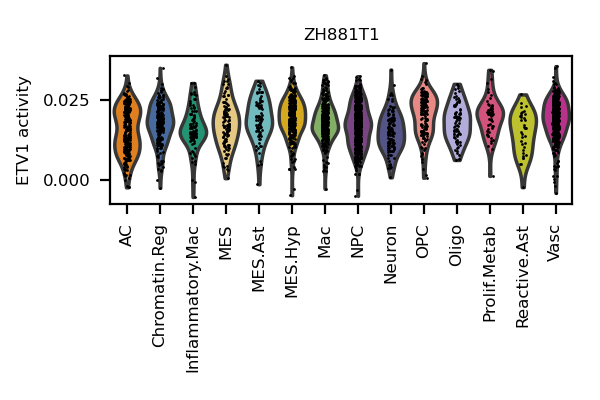 ZH881T1
ETV1 activity
0.025
0.000
AC
Chromatin.Reg
Inflammatory.Mac
MES
MES.Ast
MES.Hyp
Mac
NPC
Neuron
OPC
Oligo
Prolif.Metab
Reactive.Ast
Vasc